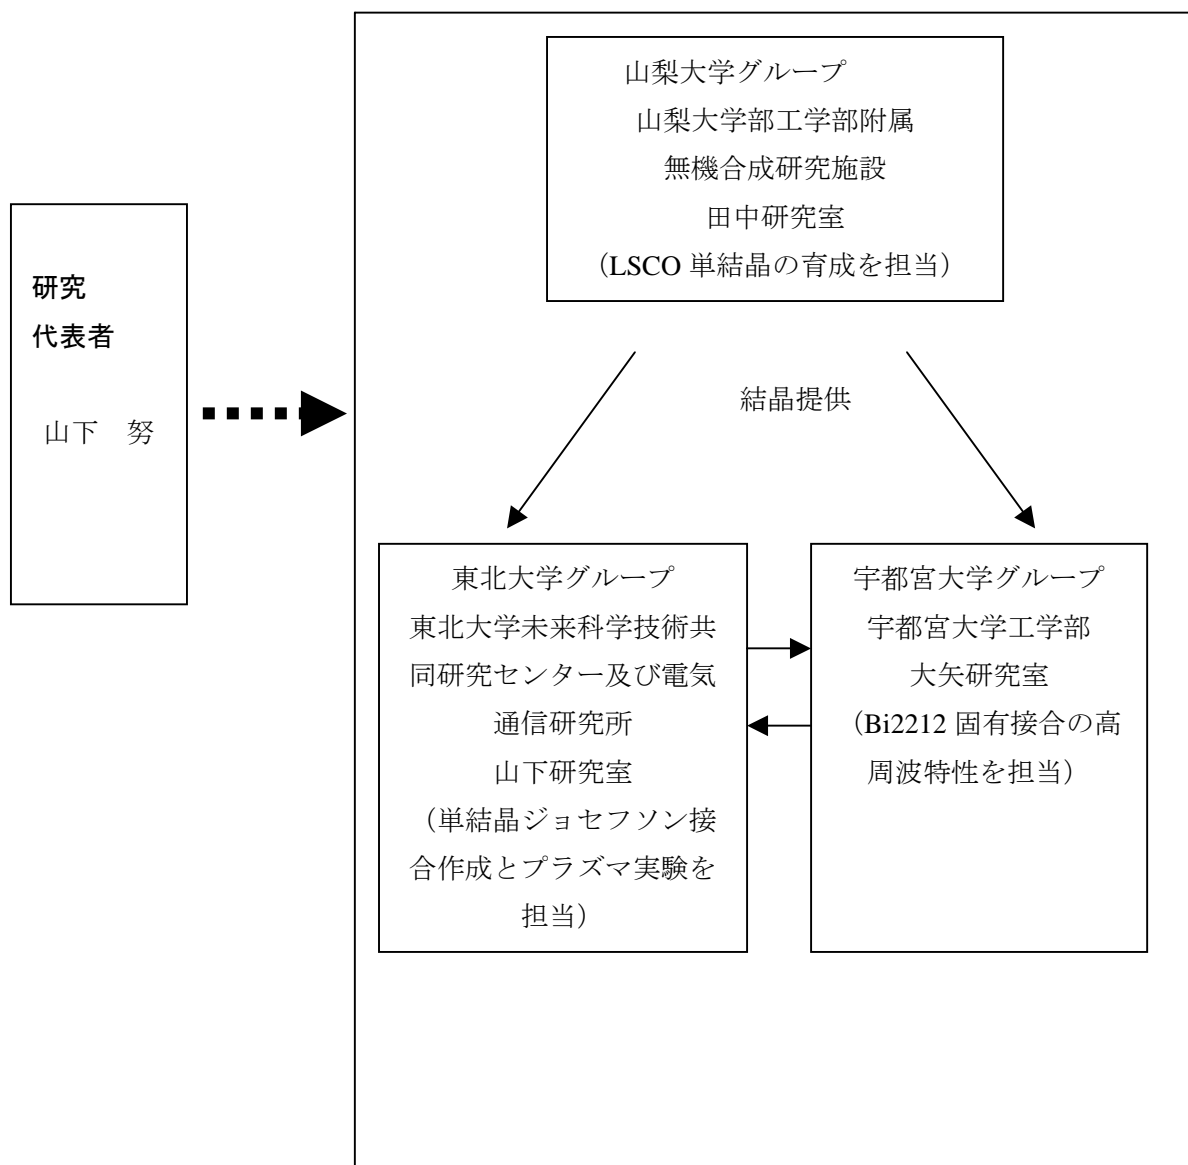 研究
代表者
山下　努
山梨大学グループ
山梨大学部工学部附属
無機合成研究施設
田中研究室
（LSCO 単結晶の育成を担当）
結晶提供
東北大学グループ
東北大学未来科学技術共
同研究センター及び電気
通信研究所
山下研究室
（単結晶ジョセフソン接
合作成とプラズマ実験を
担当）
宇都宮大学グループ
宇都宮大学工学部
大矢研究室
（Bi2212 固有接合の高
周波特性を担当）